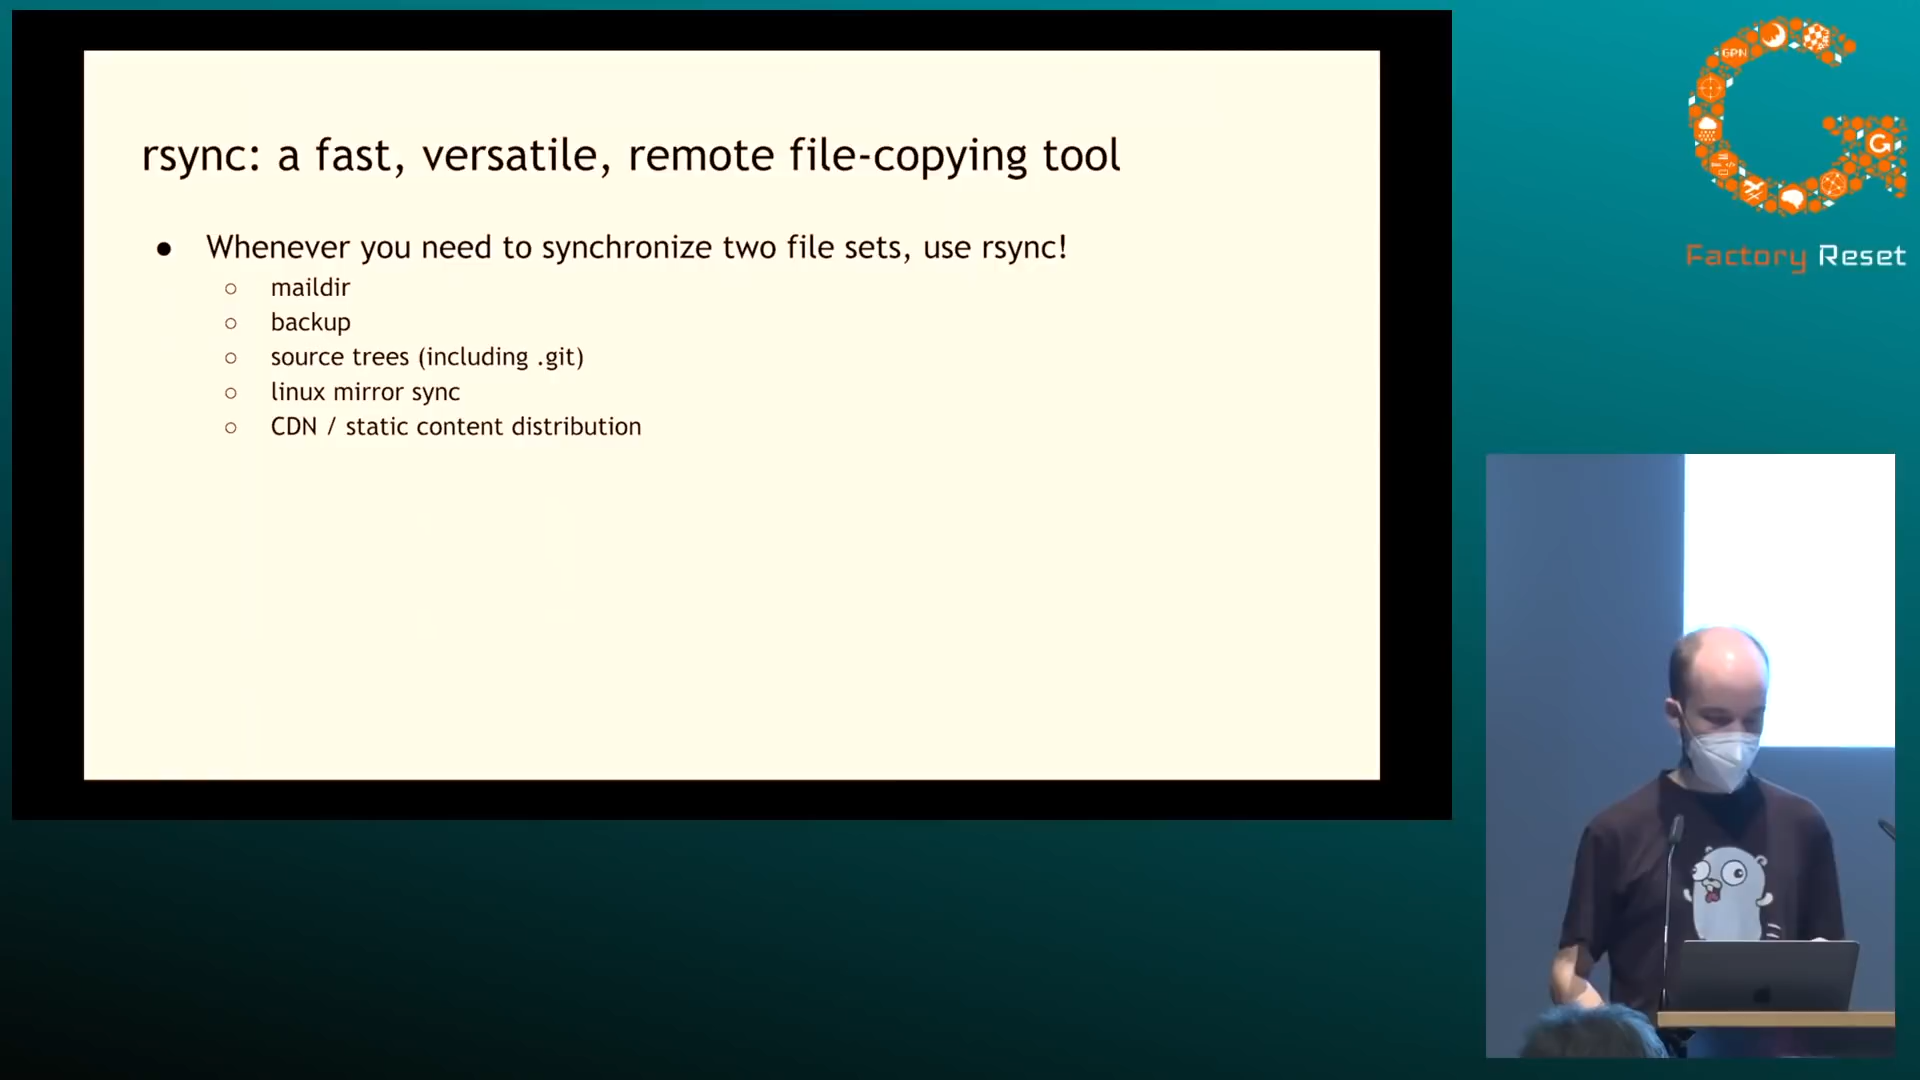 rsync: a fast, versatile, remote file-copying tool
● Whenever you need to synchronize two file sets, use rsync!
○ maildir
○ backup
○ source trees (including .git)
○ linux mirror sync
○ CDN / static content distribution
GPN
Factory Reset